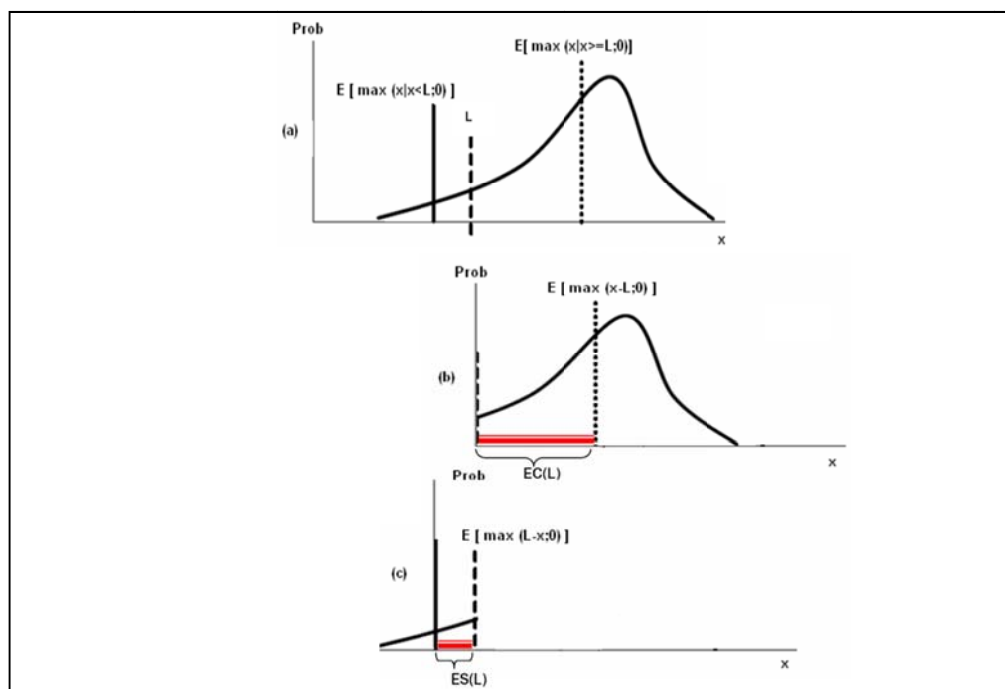 Prob
E[ max (x|x>=L;0)]
E [ max (x|x<L;0) ]
L
(a)
x
Prob
E [ max (x-L;0) ]
(b)
x
EC(L)
Prob
E [ max (L-x;0) ]
(c)
x
ES(L)